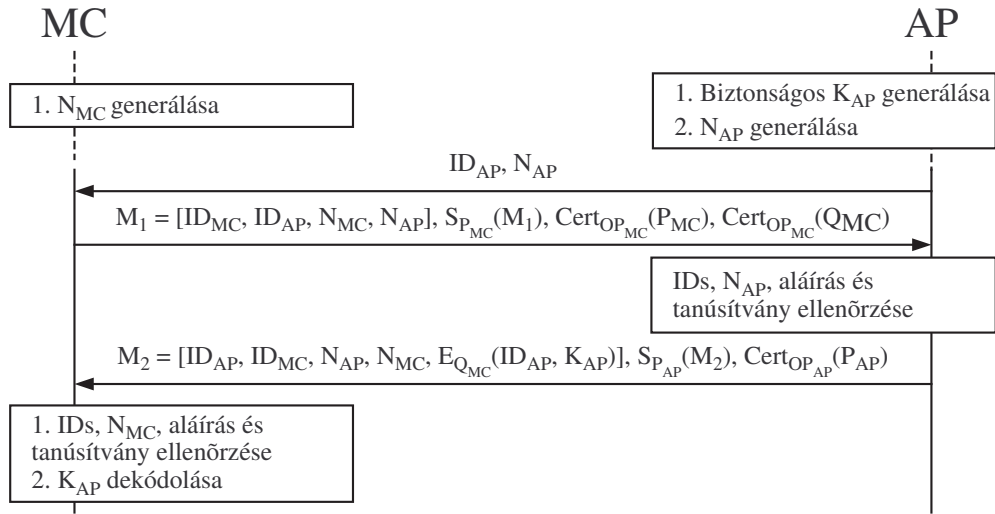 MC
AP
1. N_MC generálása
1. Biztonságos K_AP generálása
2. N_AP generálása
ID_AP, N_AP
M_1 = [ID_MC, ID_AP, N_MC, N_AP], S_P_MC(M_1), Cert_OP_MC(P_MC), Cert_OP_MC(Q_MC)
IDs, N_AP, aláírás és
tanúsítvány ellenõrzése
M_2 = [ID_AP, ID_MC, N_AP, N_MC, E_Q_MC(ID_AP, K_AP)], S_P_AP(M_2), Cert_OP_AP(P_AP)
1. IDs, N_MC, aláírás és
tanúsítvány ellenõrzése
2. K_AP dekódolása